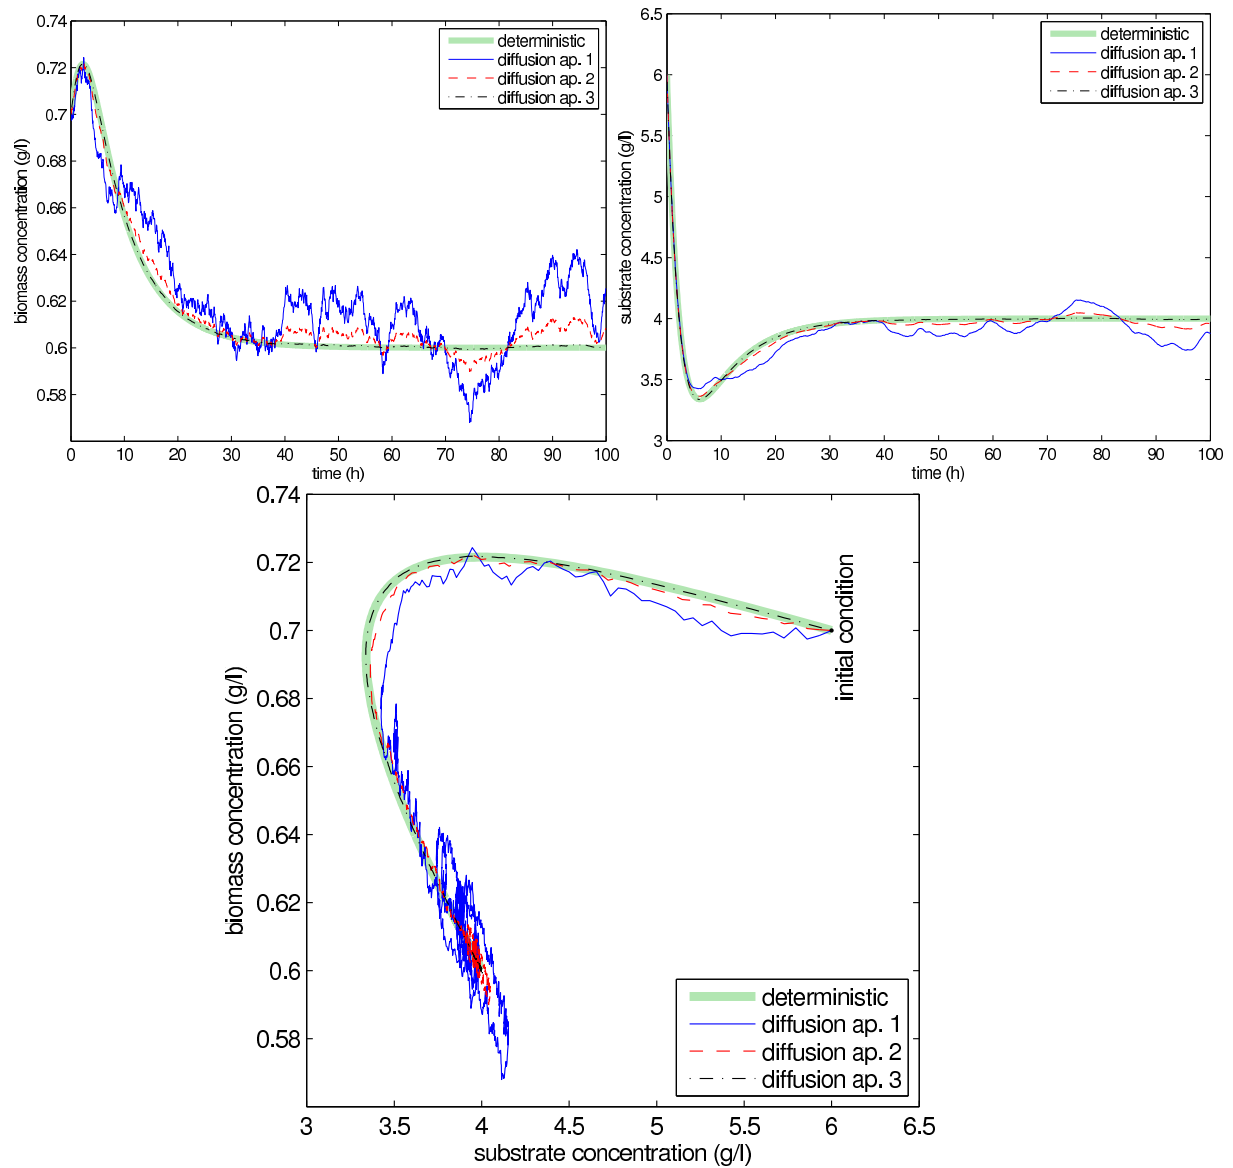 0.74
0.72
0.7
0.68
0.66
0.64
0.62
0.6
0.58
biomass concentration (g/l)
0 10 20 30 40 50 60 70 80 90 100
time (h)
deterministic
diffusion ap. 1
diffusion ap. 2
diffusion ap. 3
6.5
6
5.5
5
4.5
4
3.5
3
substrate concentration (g/l)
0 10 20 30 40 50 60 70 80 90 100
time (h)
deterministic
diffusion ap. 1
diffusion ap. 2
diffusion ap. 3
0.74
0.72
0.7
0.68
0.66
0.64
0.62
0.6
0.58
biomass concentration (g/l)
initial condition
deterministic
diffusion ap. 1
diffusion ap. 2
diffusion ap. 3
3 3.5 4 4.5 5 5.5 6 6.5
substrate concentration (g/l)